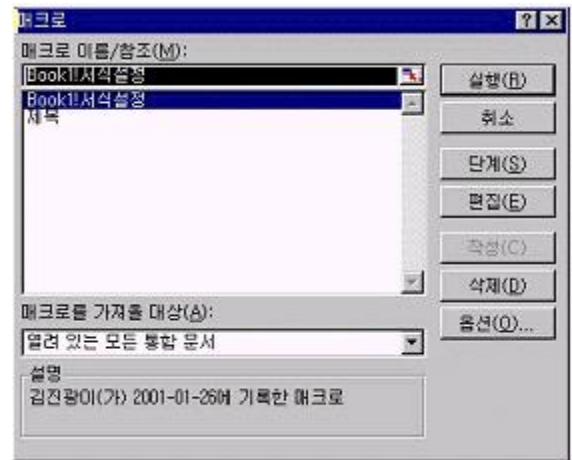 매크로
매크로 이름/참조(M):
Book1!서식설정
Book1!서식설정
제목
실행(R)
취소
단계(S)
편집(E)
작성(C)
삭제(D)
옵션(O)...
매크로를 가져올 대상(A):
열려 있는 모든 통합 문서
설명
김진광이(가) 2001-01-26에 기록한 매크로